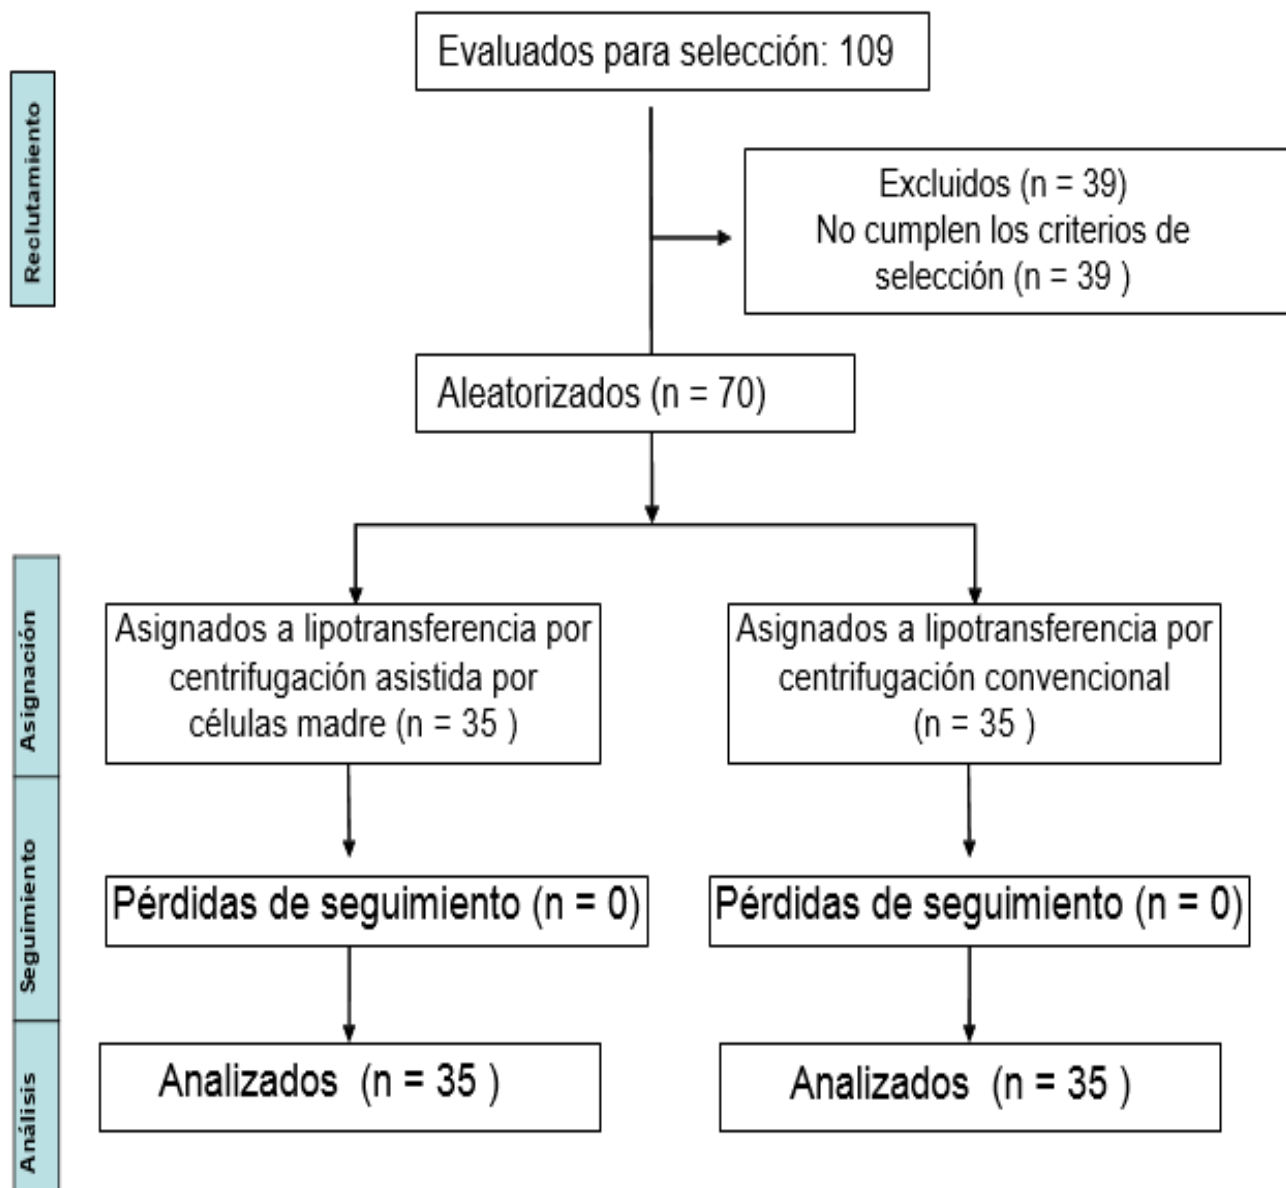 Evaluados para selección: 109
Reclutamiento
Excluidos (n = 39)
No cumplen los criterios de
selección (n = 39 )
Aleatorizados (n = 70)
Asignación
Asignados a lipotransferencia por
centrifugación asistida por
células madre (n = 35 )
Asignados a lipotransferencia por
centrifugación convencional
(n = 35 )
Seguimiento
Pérdidas de seguimiento (n = 0)
Pérdidas de seguimiento (n = 0)
Análisis
Analizados (n = 35 )
Analizados (n = 35 )